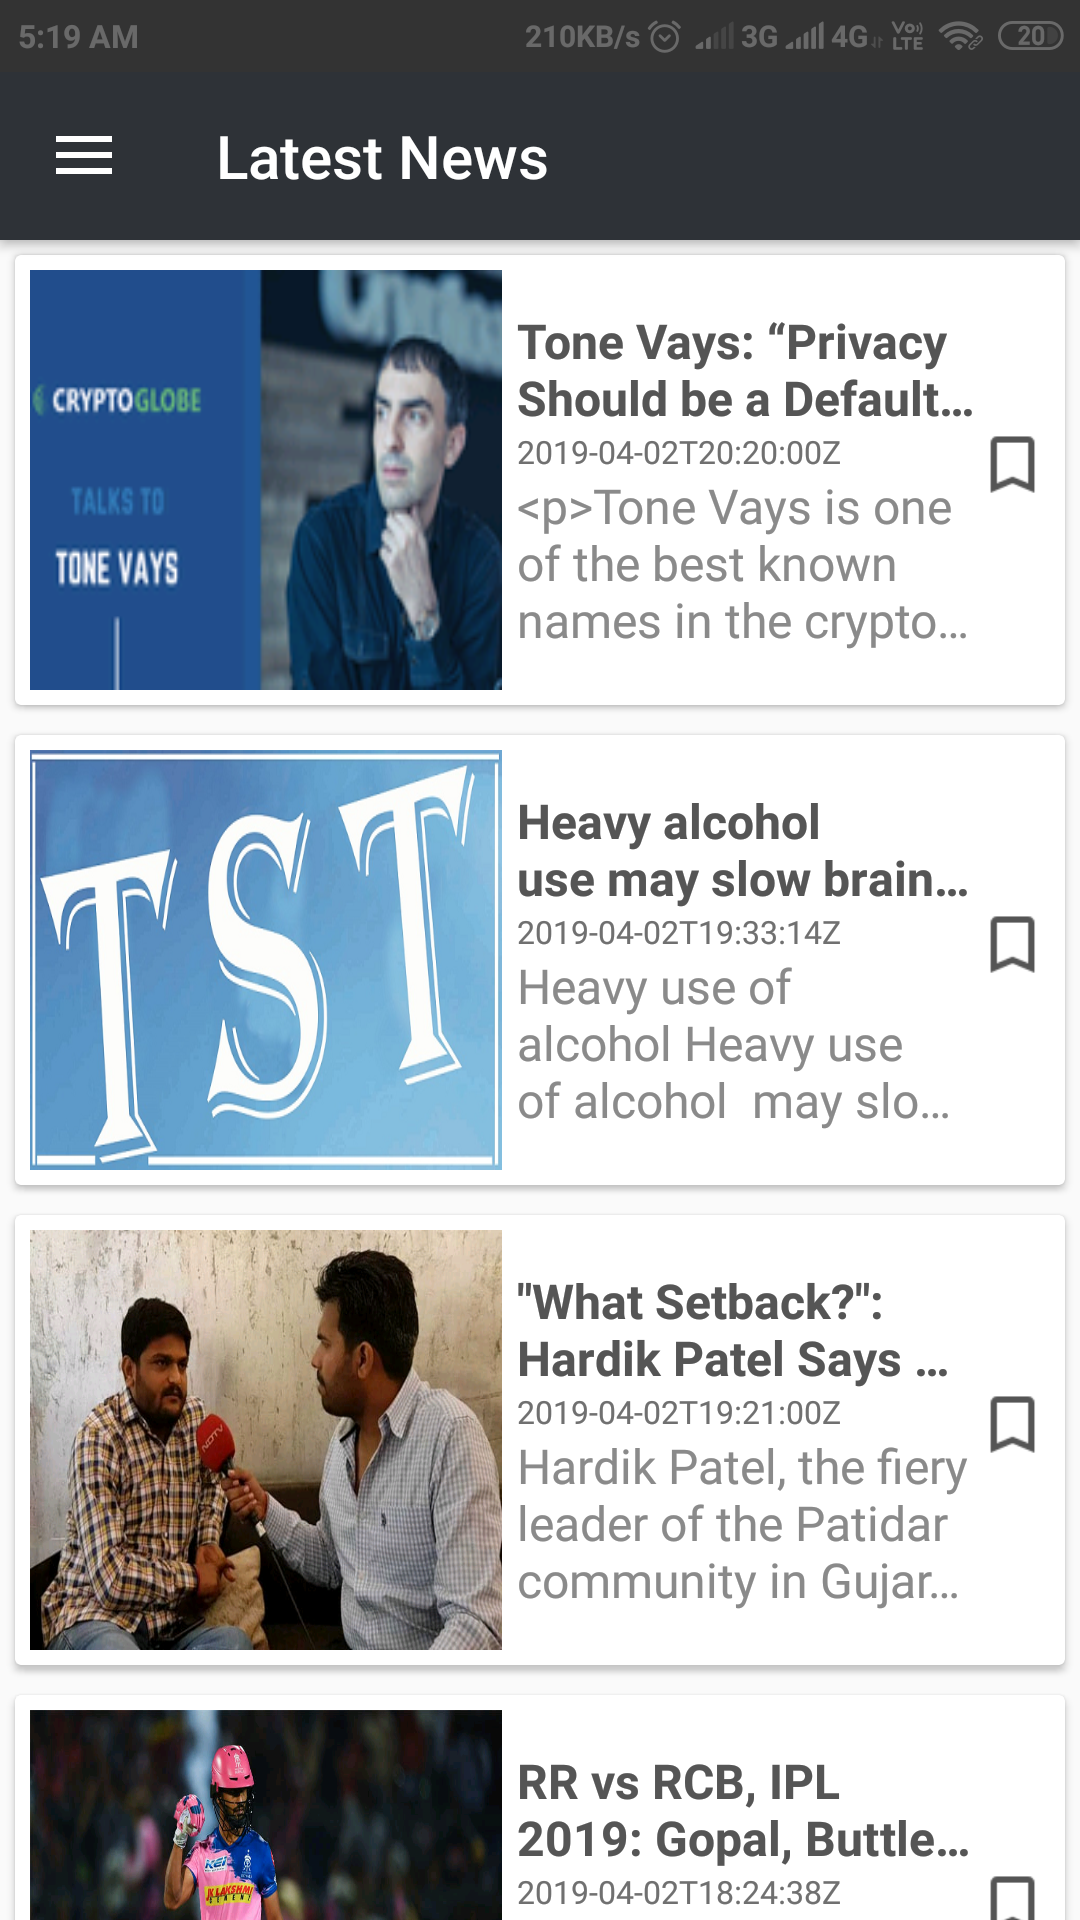 5:19 AM 210KB/s 3G 4G Vo)) LTE 20
Latest News
CRYPTOGLOBE
TALKS TO
TONE VAYS
Tone Vays: “Privacy
Should be a Default…
2019-04-02T20:20:00Z
<p>Tone Vays is one
of the best known
names in the crypto…
TST
Heavy alcohol
use may slow brain…
2019-04-02T19:33:14Z
Heavy use of
alcohol Heavy use
of alcohol  may slo…
NDTV
"What Setback?":
Hardik Patel Says …
2019-04-02T19:21:00Z
Hardik Patel, the fiery
leader of the Patidar
community in Gujar…
KEI
JK LAKSHMI
CEMENT
RR vs RCB, IPL
2019: Gopal, Buttle…
2019-04-02T18:24:38Z